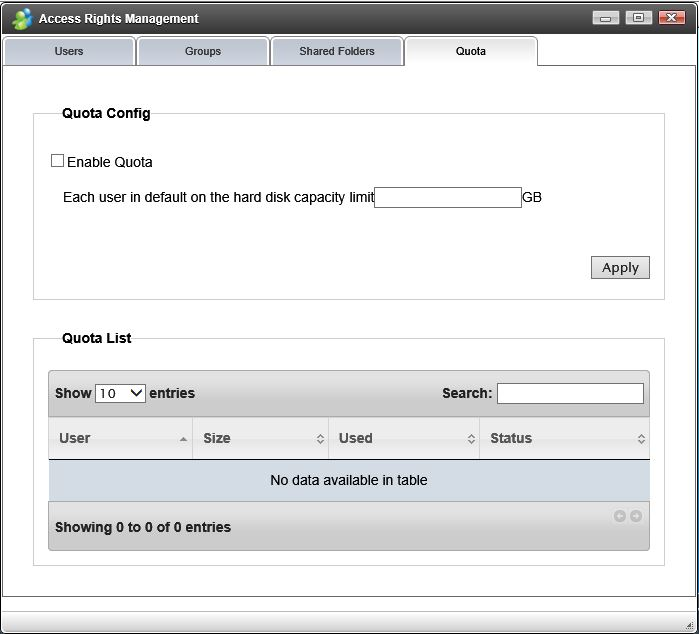 Access Rights Management
Users Groups Shared Folders Quota
Quota Config
Enable Quota
Each user in default on the hard disk capacity limit GB
Apply
Quota List
Show 10 entries Search:
User Size Used Status
No data available in table
Showing 0 to 0 of 0 entries